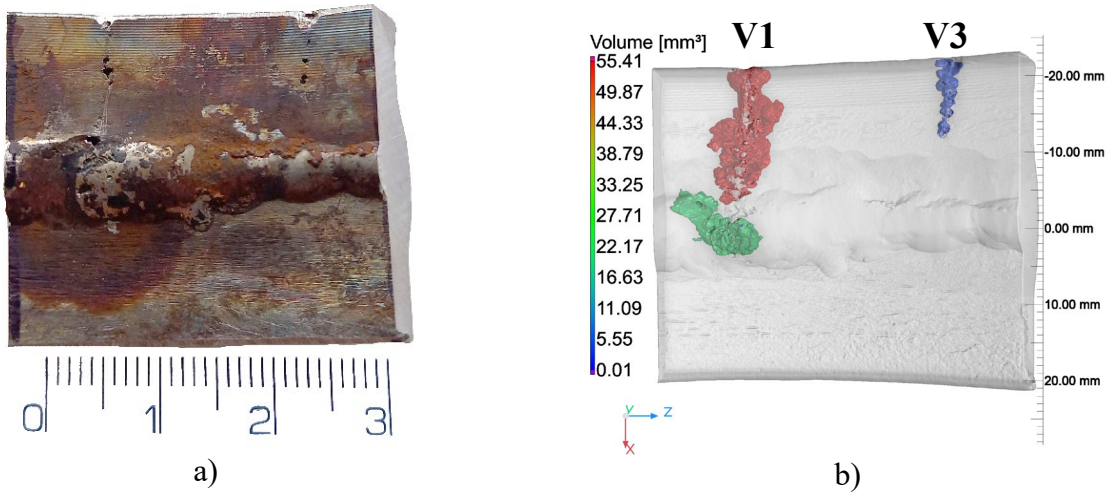 Volume [mm³]
V1
V3
55.41
49.87
44.33
38.79
33.25
27.71
22.17
16.63
11.09
5.55
0.01
-20.00 mm
-10.00 mm
0.00 mm
10.00 mm
20.00 mm
Y
Z
X
0 1 2 3
a)
b)